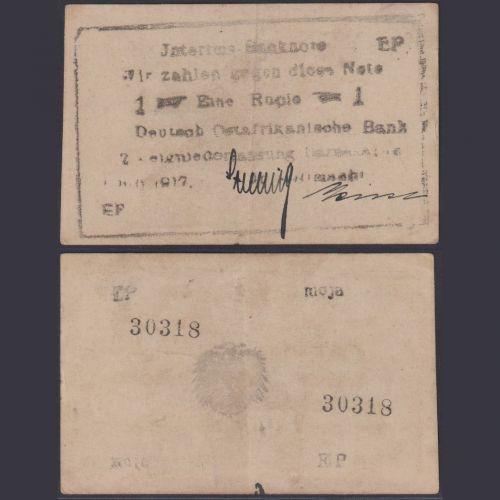 Interims-Banknote EP
Wir zahlen gegen diese Note
1 Eine Rupie 1
Deutsch Ostafrikanische Bank
1917.
EP
EP moja
30318
30318
EP